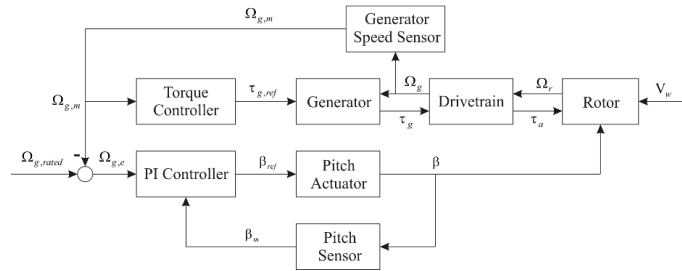 Ω_{g,m}
Generator
Speed Sensor
Ω_{g,m}
Torque
Controller
τ_{g,ref}
Generator
Ω_g
τ_g
Drivetrain
Ω_r
τ_a
Rotor
V_w
Ω_{g,rated}
-
Ω_{g,e}
PI Controller
β_{ref}
Pitch
Actuator
β
β_m
Pitch
Sensor